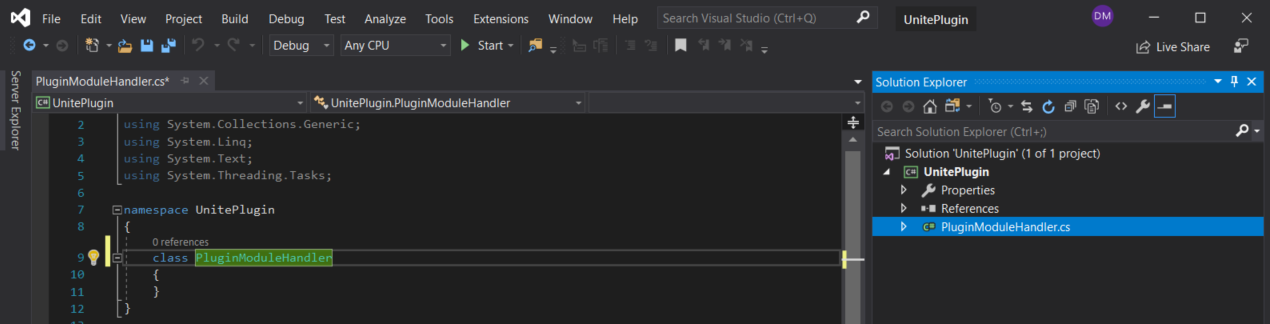 File Edit View Project Build Debug Test Analyze Tools Extensions Window Help Search Visual Studio (Ctrl+Q) UnitePlugin DM
Debug Any CPU Start Live Share
Server Explorer
PluginModuleHandler.cs*
C# UnitePlugin UnitePlugin.PluginModuleHandler
2 using System.Collections.Generic;
3 using System.Linq;
4 using System.Text;
5 using System.Threading.Tasks;
6
7 namespace UnitePlugin
8 {
0 references
9 class PluginModuleHandler
10 {
11 }
12 }
Solution Explorer
Search Solution Explorer (Ctrl+;)
Solution 'UnitePlugin' (1 of 1 project)
C# UnitePlugin
Properties
References
C# PluginModuleHandler.cs